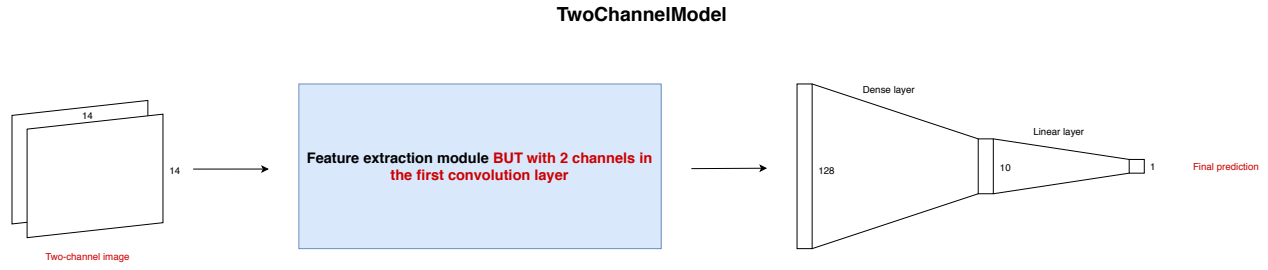 TwoChannelModel
14
14
Two-channel image
Feature extraction module BUT with 2 channels in
the first convolution layer
128
Dense layer
10
Linear layer
1
Final prediction